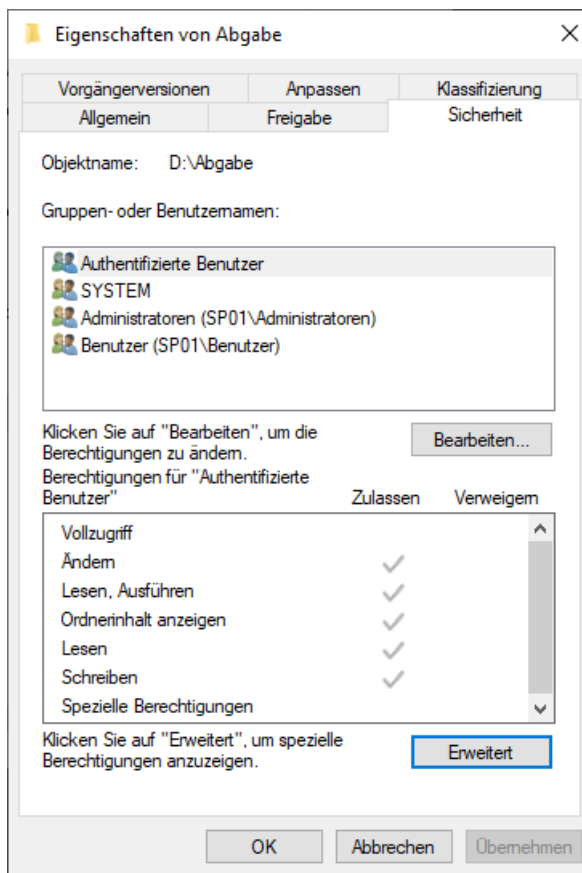 Eigenschaften von Abgabe
Vorgängerversionen Anpassen Klassifizierung
Allgemein Freigabe Sicherheit
Objektname: D:\Abgabe
Gruppen- oder Benutzernamen:
Authentifizierte Benutzer
SYSTEM
Administratoren (SP01\Administratoren)
Benutzer (SP01\Benutzer)
Klicken Sie auf "Bearbeiten", um die
Berechtigungen zu ändern.
Bearbeiten...
Berechtigungen für "Authentifizierte
Benutzer" Zulassen Verweigern
Vollzugriff
Ändern
Lesen, Ausführen
Ordnerinhalt anzeigen
Lesen
Schreiben
Spezielle Berechtigungen
Klicken Sie auf "Erweitert", um spezielle
Berechtigungen anzuzeigen.
Erweitert
OK Abbrechen Übernehmen